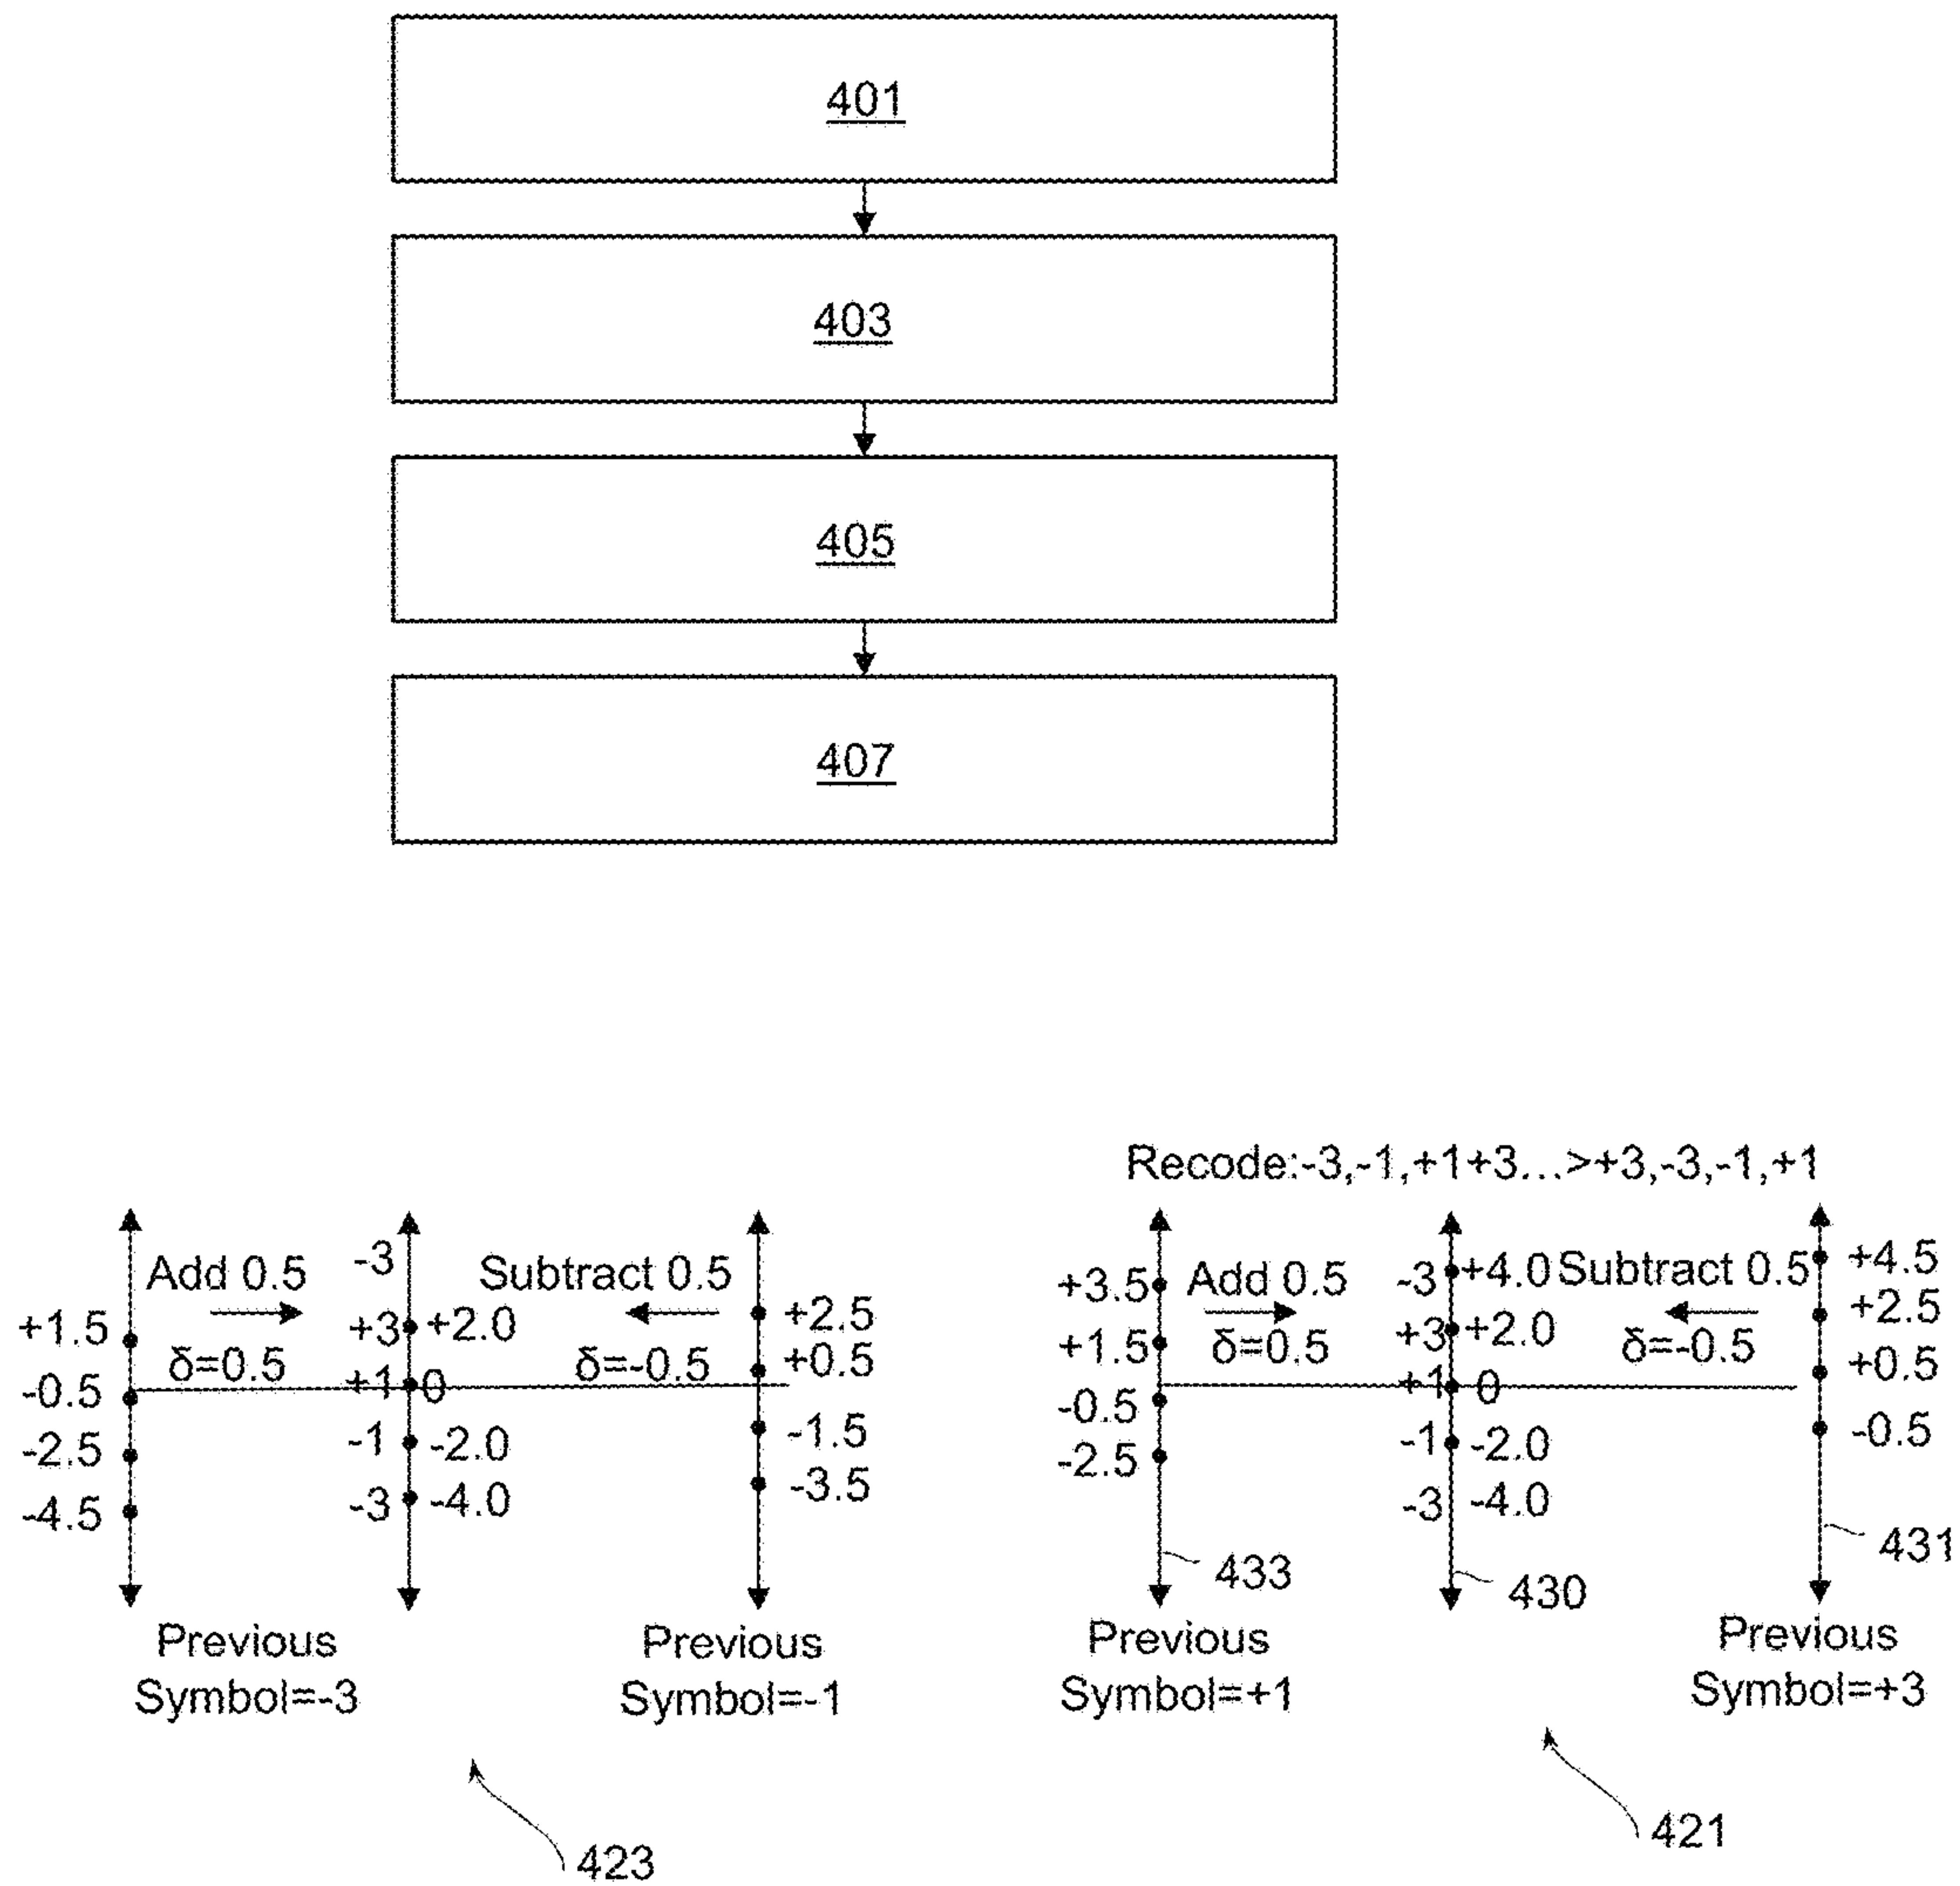 401
403
405
407
Recode:-3,-1,+1+3...>+3,-3,-1,+1
Add 0.5
δ=0.5
+1.5
-0.5
-2.5
-4.5
Previous
Symbol=-3
-3
+3
+2.0
+1
0
-1
-2.0
-3
-4.0
Subtract 0.5
δ=-0.5
+2.5
+0.5
-1.5
-3.5
Previous
Symbol=-1
423
+3.5
+1.5
-0.5
-2.5
433
Previous
Symbol=+1
Add 0.5
δ=0.5
-3
+4.0
+3
+2.0
+1
0
-1
-2.0
-3
-4.0
430
Subtract 0.5
δ=-0.5
+4.5
+2.5
+0.5
-0.5
431
Previous
Symbol=+3
421